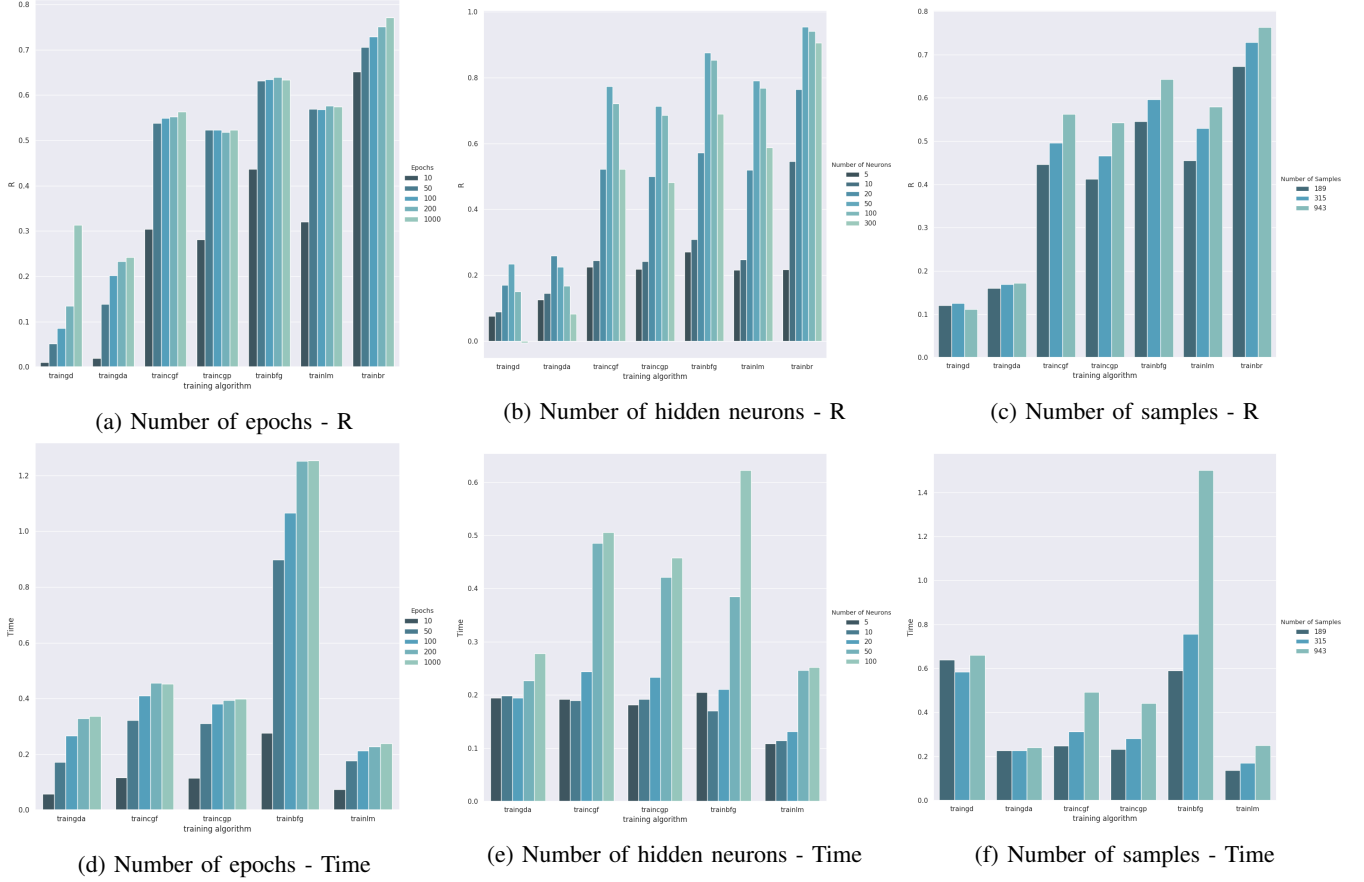 0.8
0.7
0.6
0.5
0.4
0.3
0.2
0.1
0.0
R
traingd traingda traincgf traincgp trainbfg trainlm trainbr
training algorithm
Epochs
10
50
100
200
1000
(a) Number of epochs - R
1.0
0.8
0.6
0.4
0.2
0.0
R
traingd traingda traincgf traincgp trainbfg trainlm trainbr
training algorithm
Number of Neurons
5
10
20
50
100
300
(b) Number of hidden neurons - R
0.8
0.7
0.6
0.5
0.4
0.3
0.2
0.1
0.0
R
traingd traingda traincgf traincgp trainbfg trainlm trainbr
training algorithm
Number of Samples
189
315
943
(c) Number of samples - R
1.2
1.0
0.8
0.6
0.4
0.2
0.0
Time
traingda traincgf traincgp trainbfg trainlm
training algorithm
Epochs
10
50
100
200
1000
(d) Number of epochs - Time
0.6
0.5
0.4
0.3
0.2
0.1
0.0
Time
traingda traincgf traincgp trainbfg trainlm
training algorithm
Number of Neurons
5
10
20
50
100
(e) Number of hidden neurons - Time
1.4
1.2
1.0
0.8
0.6
0.4
0.2
0.0
Time
traingd traingda traincgf traincgp trainbfg trainlm
training algorithm
Number of Samples
189
315
943
(f) Number of samples - Time